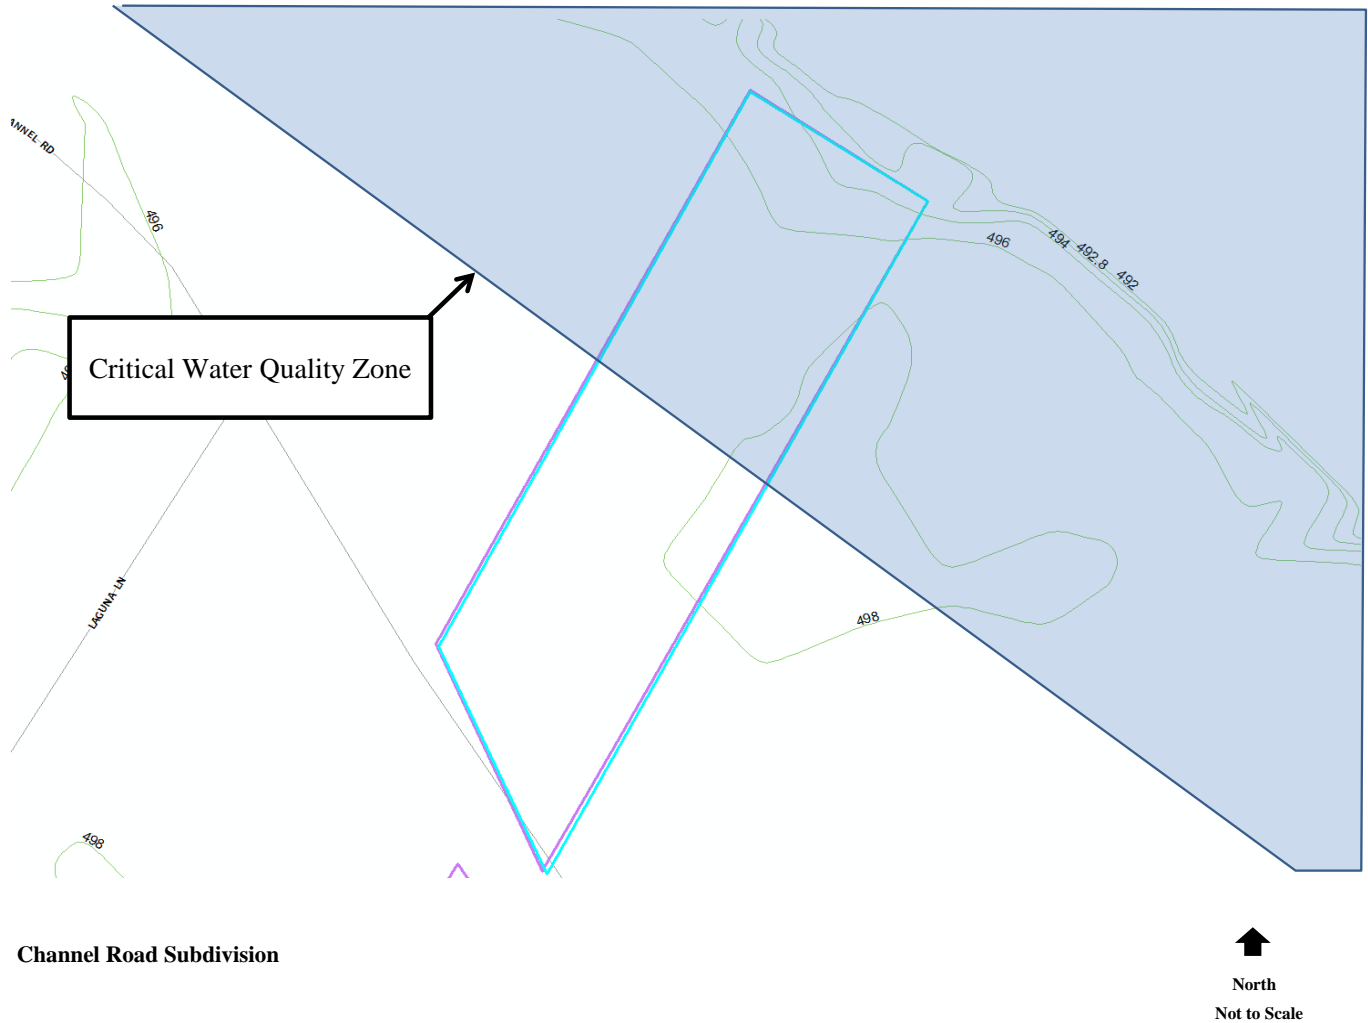 ANNEL RD
496
Critical Water Quality Zone
496
494
492.8
492
LAGUNA LN
498
498
Channel Road Subdivision
North
Not to Scale